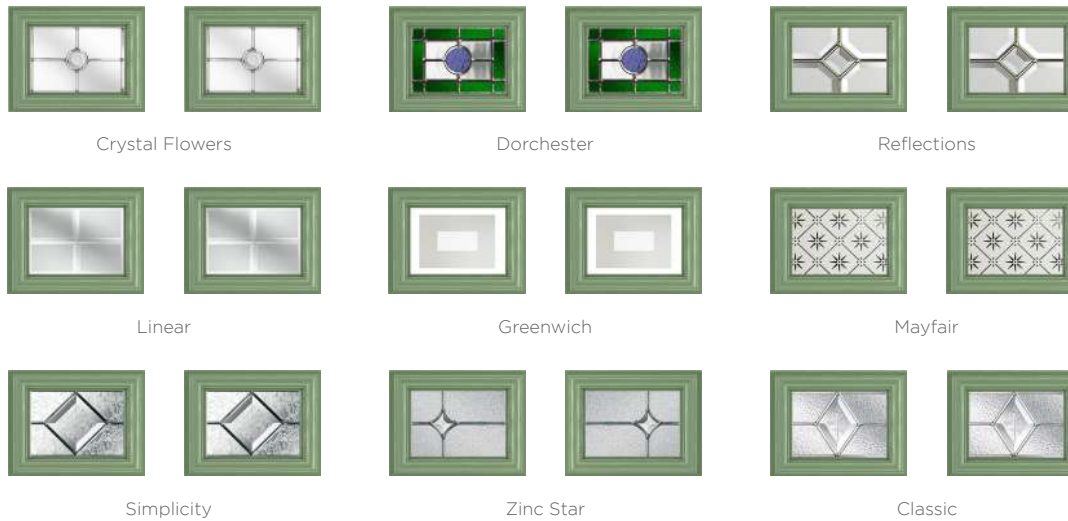 Crystal Flowers
Dorchester
Reflections
Linear
Greenwich
Mayfair
Simplicity
Zinc Star
Classic